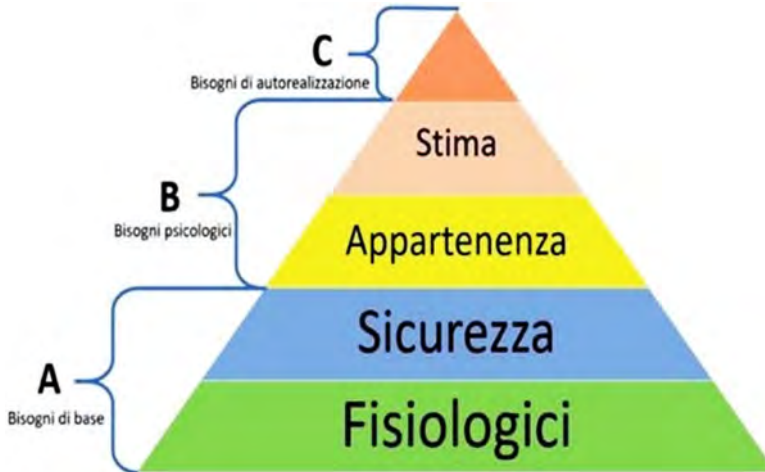 C
Bisogni di autorealizzazione
Stima
B
Bisogni psicologici
Appartenenza
Sicurezza
A
Bisogni di base
Fisiologici